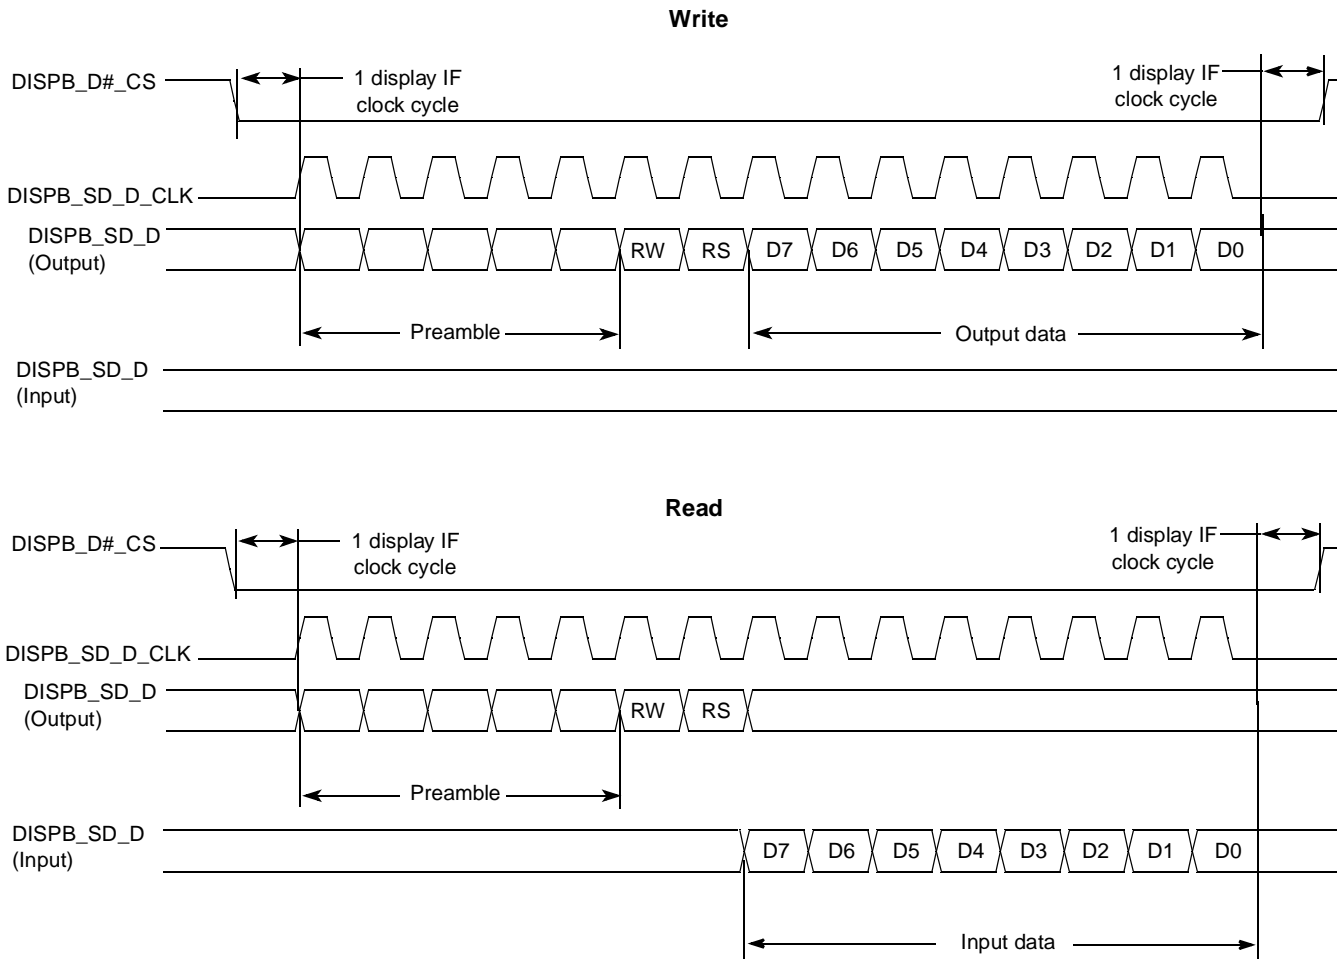 Write
DISPB_D#_CS
1 display IF
clock cycle
1 display IF
clock cycle
DISPB_SD_D_CLK
DISPB_SD_D
(Output)
RW RS D7 D6 D5 D4 D3 D2 D1 D0
Preamble
Output data
DISPB_SD_D
(Input)
Read
DISPB_D#_CS
1 display IF
clock cycle
1 display IF
clock cycle
DISPB_SD_D_CLK
DISPB_SD_D
(Output)
RW RS
Preamble
DISPB_SD_D
(Input)
D7 D6 D5 D4 D3 D2 D1 D0
Input data